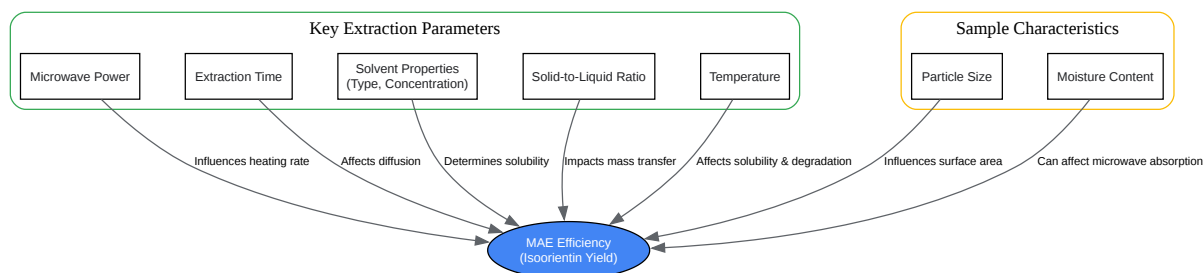 Key Extraction Parameters
Sample Characteristics
Microwave Power
Extraction Time
Solvent Properties
(Type, Concentration)
Solid-to-Liquid Ratio
Temperature
Particle Size
Moisture Content
Influences heating rate
Affects diffusion
Determines solubility
Impacts mass transfer
Affects solubility & degradation
Influences surface area
Can affect microwave absorption
MAE Efficiency
(Isoorientin Yield)